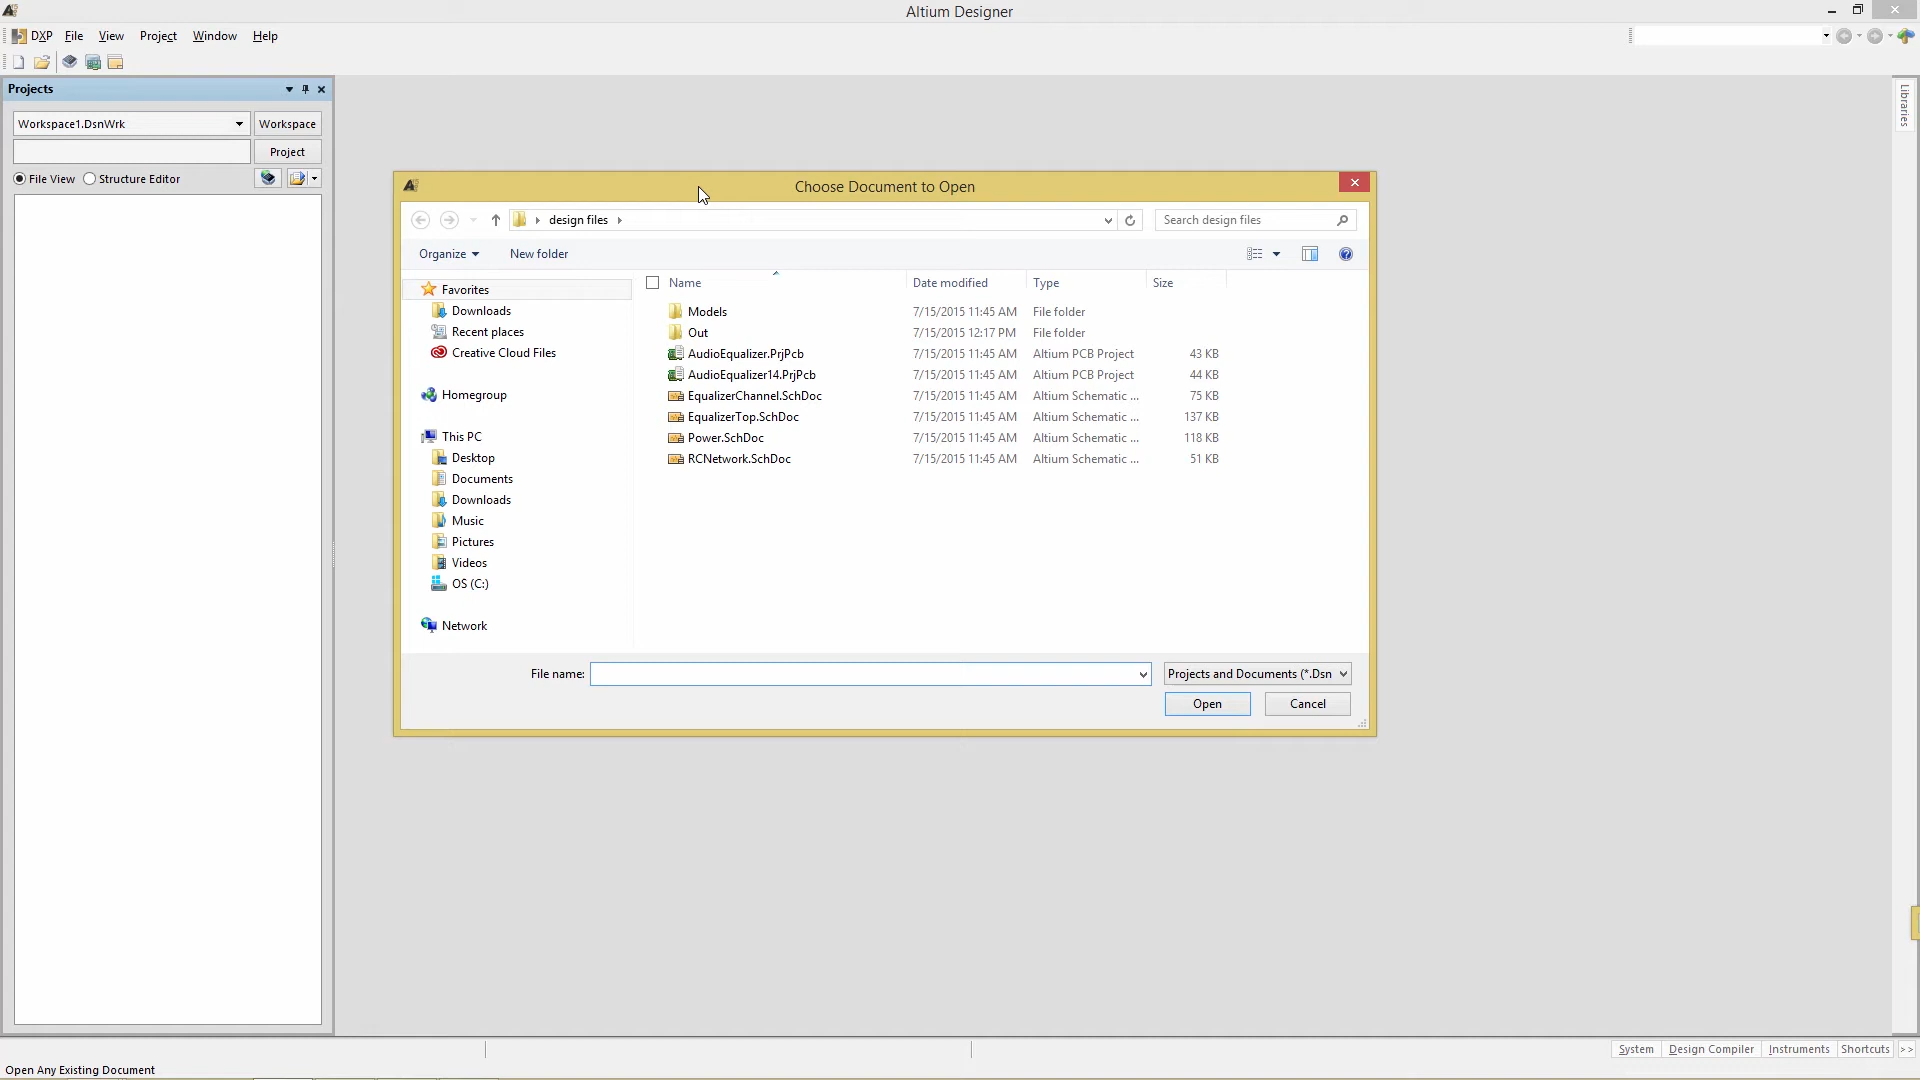 Altium Designer
DXP File View Project Window Help
Projects
Workspace1.DsnWrk Workspace
Project
File View Structure Editor
Libraries
Choose Document to Open
design files Search design files
Organize New folder
Name Date modified Type Size
Favorites
Downloads
Recent places
Creative Cloud Files
Homegroup
This PC
Desktop
Documents
Downloads
Music
Pictures
Videos
OS (C:)
Network
Models 7/15/2015 11:45 AM File folder
Out 7/15/2015 12:17 PM File folder
AudioEqualizer.PrjPcb 7/15/2015 11:45 AM Altium PCB Project 43 KB
AudioEqualizer14.PrjPcb 7/15/2015 11:45 AM Altium PCB Project 44 KB
EqualizerChannel.SchDoc 7/15/2015 11:45 AM Altium Schematic ... 75 KB
EqualizerTop.SchDoc 7/15/2015 11:45 AM Altium Schematic ... 137 KB
Power.SchDoc 7/15/2015 11:45 AM Altium Schematic ... 118 KB
RCNetwork.SchDoc 7/15/2015 11:45 AM Altium Schematic ... 51 KB
File name: Projects and Documents (*.Dsn
Open Cancel
System Design Compiler Instruments Shortcuts >>
Open Any Existing Document